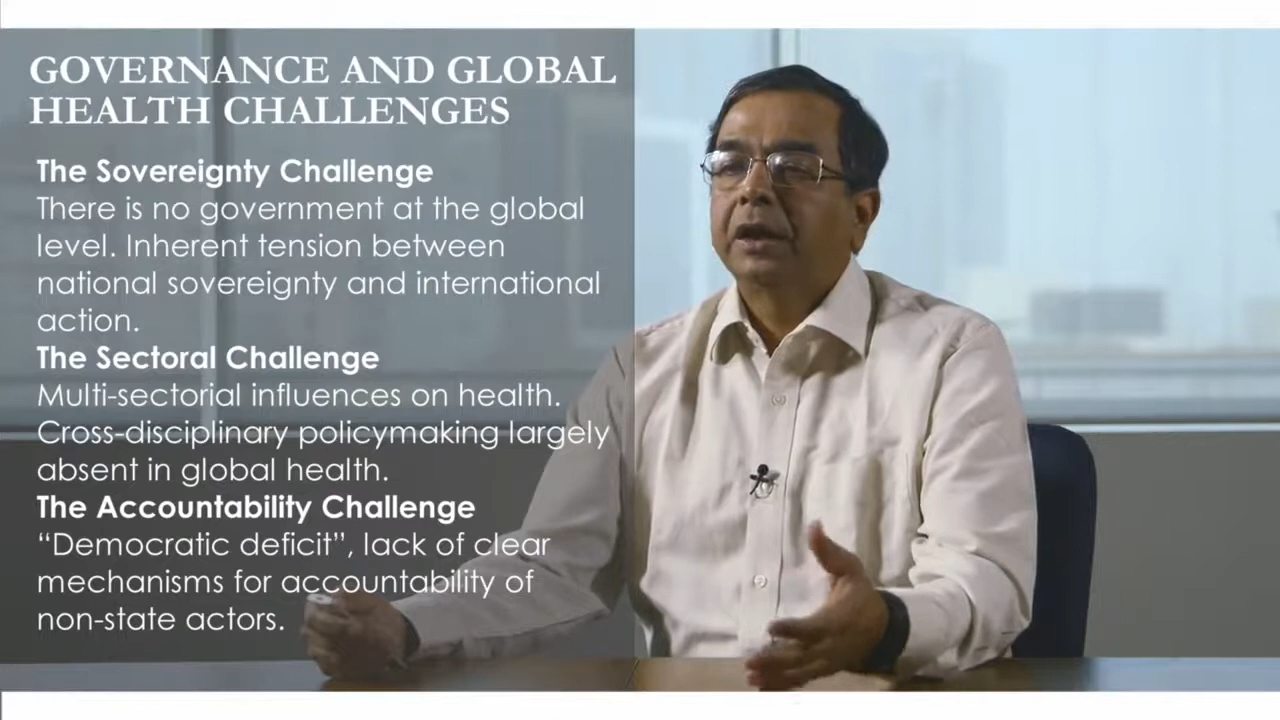 GOVERNANCE AND GLOBAL
HEALTH CHALLENGES
The Sovereignty Challenge
There is no government at the global
level. Inherent tension between
national sovereignty and international
action.
The Sectoral Challenge
Multi-sectorial influences on health.
Cross-disciplinary policymaking largely
absent in global health.
The Accountability Challenge
“Democratic deficit”, lack of clear
mechanisms for accountability of
non-state actors.